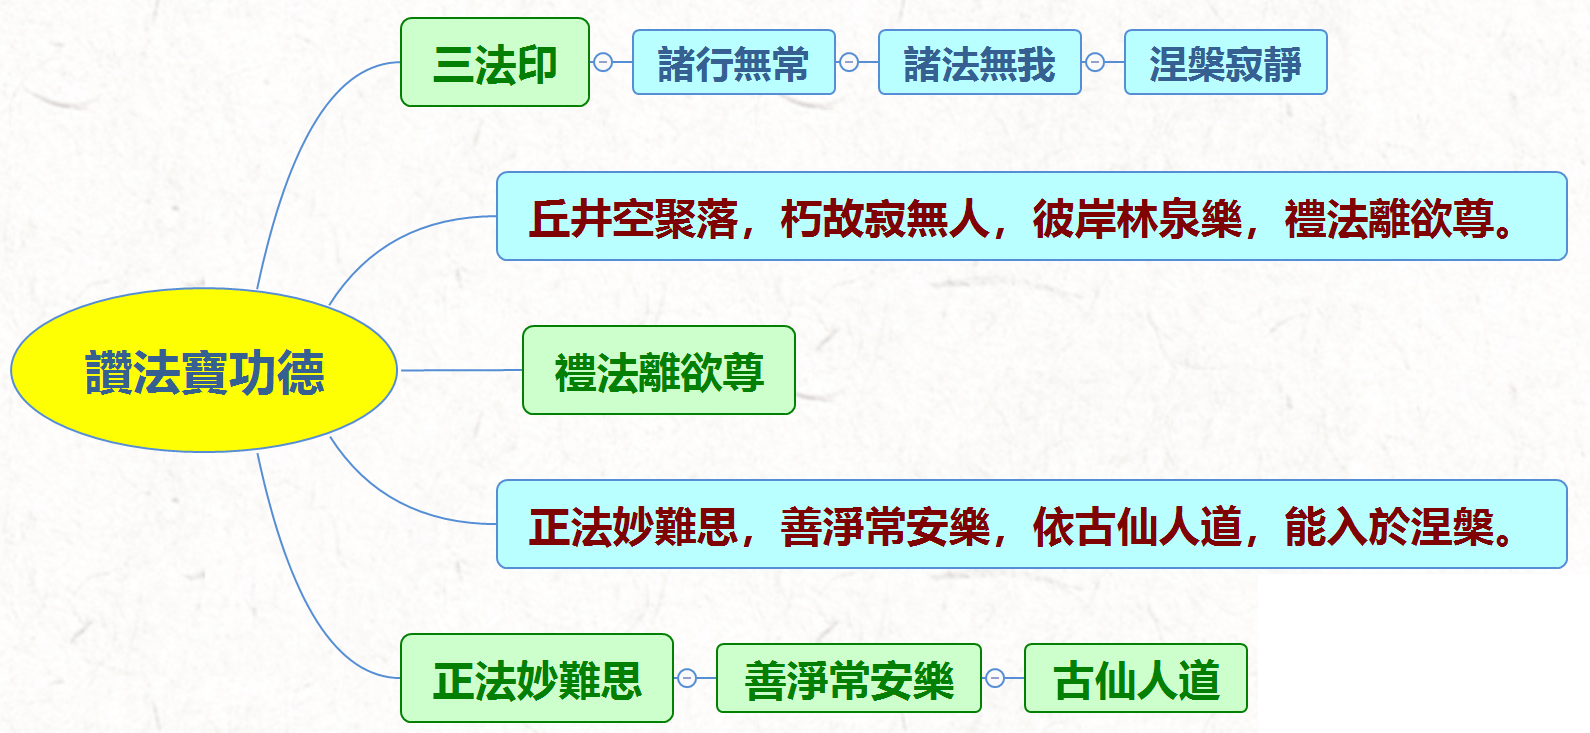 三法印
諸行無常
諸法無我
涅槃寂靜
丘井空聚落，朽故寂無人，彼岸林泉樂，禮法離欲尊。
讚法寶功德
禮法離欲尊
正法妙難思，善淨常安樂，依古仙人道，能入於涅槃。
正法妙難思
善淨常安樂
古仙人道